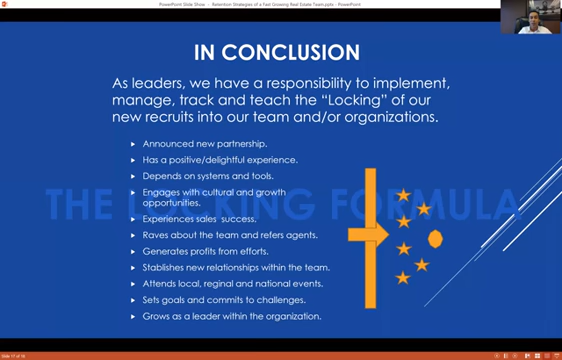 PowerPoint Slide Show - Retention Strategies of a Fast Growing Real Estate Team.pptx - PowerPoint
IN CONCLUSION
As leaders, we have a responsibility to implement,
manage, track and teach the “Locking” of our
new recruits into our team and/or organizations.
Announced new partnership.
Has a positive/delightful experience.
Depends on systems and tools.
Engages with cultural and growth
opportunities.
Experiences sales success.
Raves about the team and refers agents.
Generates profits from efforts.
Stablishes new relationships within the team.
Attends local, reginal and national events.
Sets goals and commits to challenges.
Grows as a leader within the organization.
THE LOCKING FORMULA